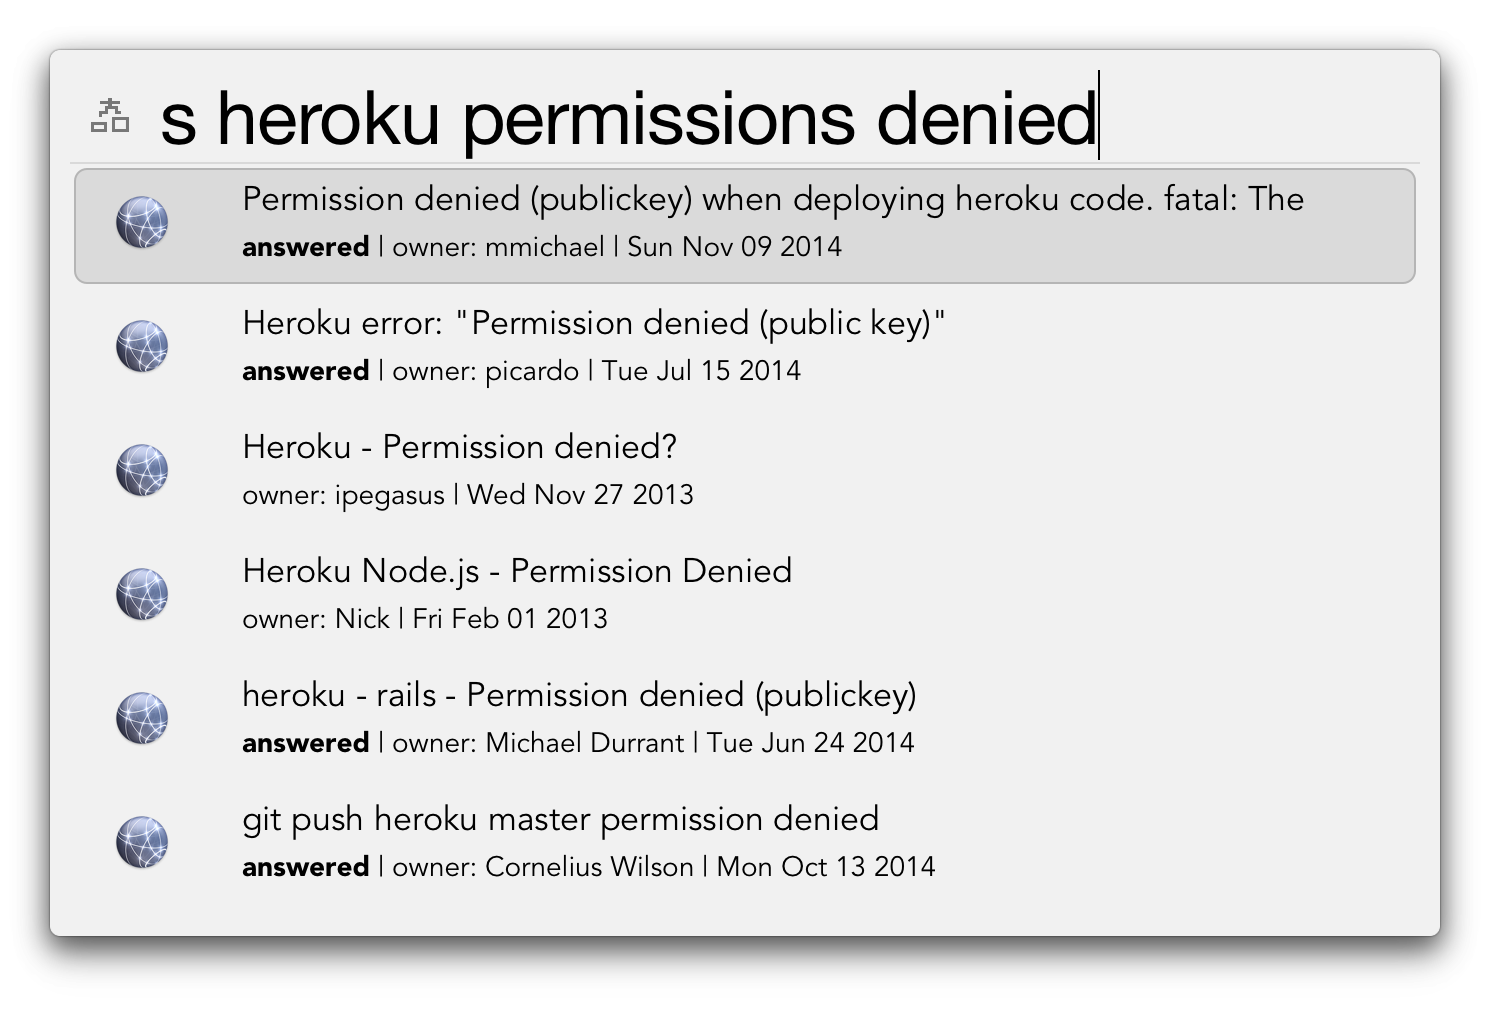 s heroku permissions denied
Permission denied (publickey) when deploying heroku code. fatal: The
answered | owner: mmichael | Sun Nov 09 2014
Heroku error: "Permission denied (public key)"
answered | owner: picardo | Tue Jul 15 2014
Heroku - Permission denied?
owner: ipegasus | Wed Nov 27 2013
Heroku Node.js - Permission Denied
owner: Nick | Fri Feb 01 2013
heroku - rails - Permission denied (publickey)
answered | owner: Michael Durrant | Tue Jun 24 2014
git push heroku master permission denied
answered | owner: Cornelius Wilson | Mon Oct 13 2014